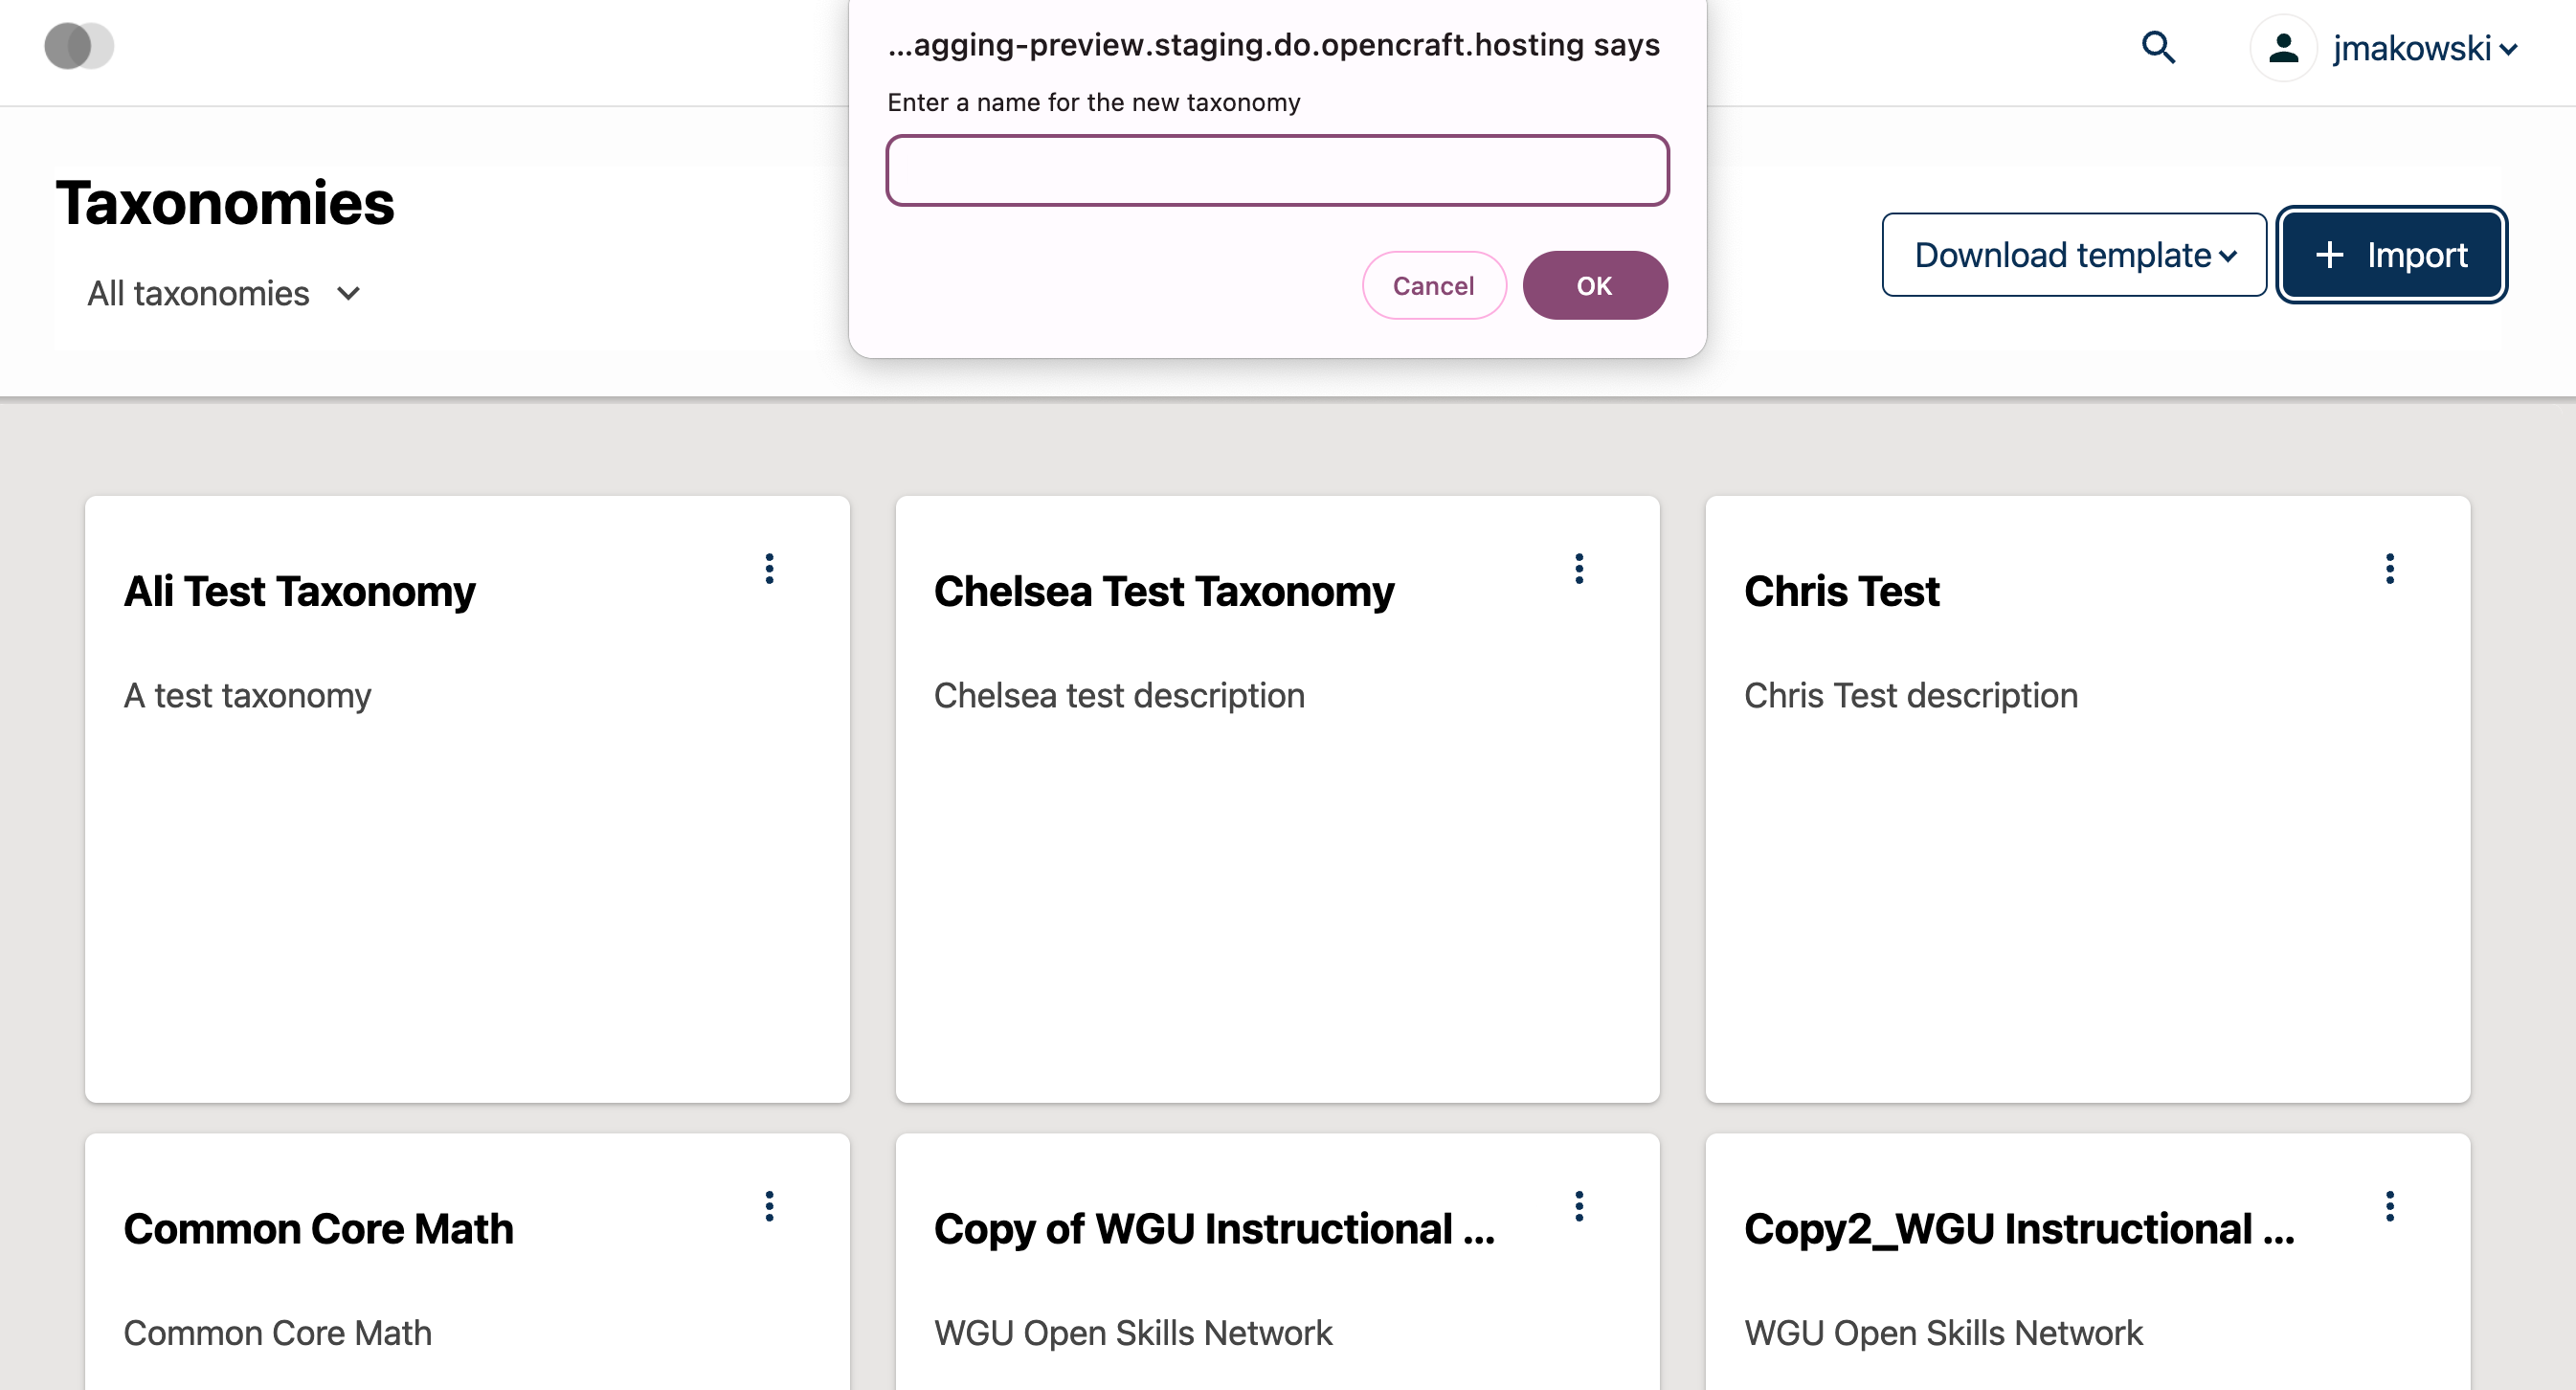 ...agging-preview.staging.do.opencraft.hosting says
Enter a name for the new taxonomy
Cancel
OK
jmakowski
Taxonomies
All taxonomies
Download template
+ Import
Ali Test Taxonomy
A test taxonomy
Chelsea Test Taxonomy
Chelsea test description
Chris Test
Chris Test description
Common Core Math
Common Core Math
Copy of WGU Instructional ...
WGU Open Skills Network
Copy2_WGU Instructional ...
WGU Open Skills Network